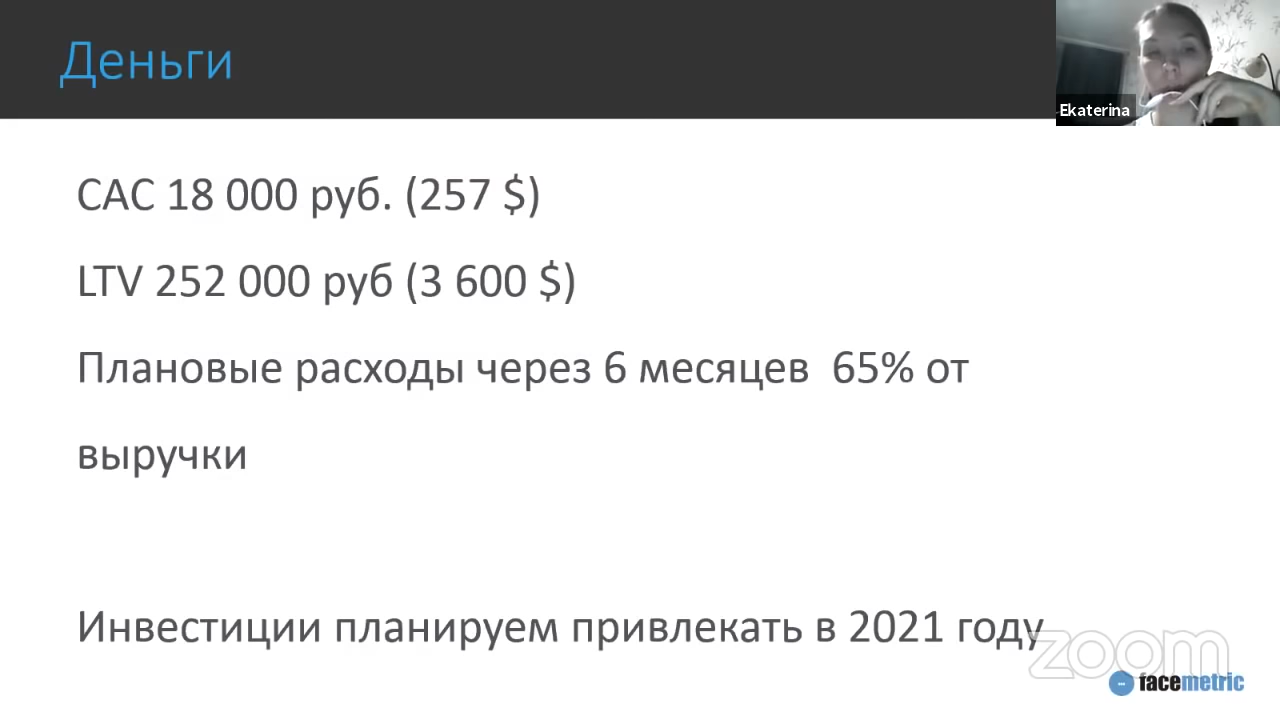 Деньги
Ekaterina
CAC 18 000 руб. (257 $)
LTV 252 000 руб (3 600 $)
Плановые расходы через 6 месяцев 65% от
выручки
Инвестиции планируем привлекать в 2021 году
zoom
facemetric